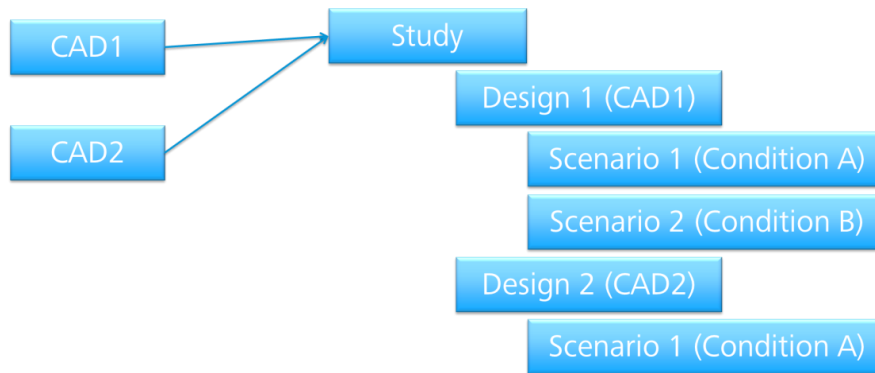 CAD1
CAD2
Study
Design 1 (CAD1)
Scenario 1 (Condition A)
Scenario 2 (Condition B)
Design 2 (CAD2)
Scenario 1 (Condition A)